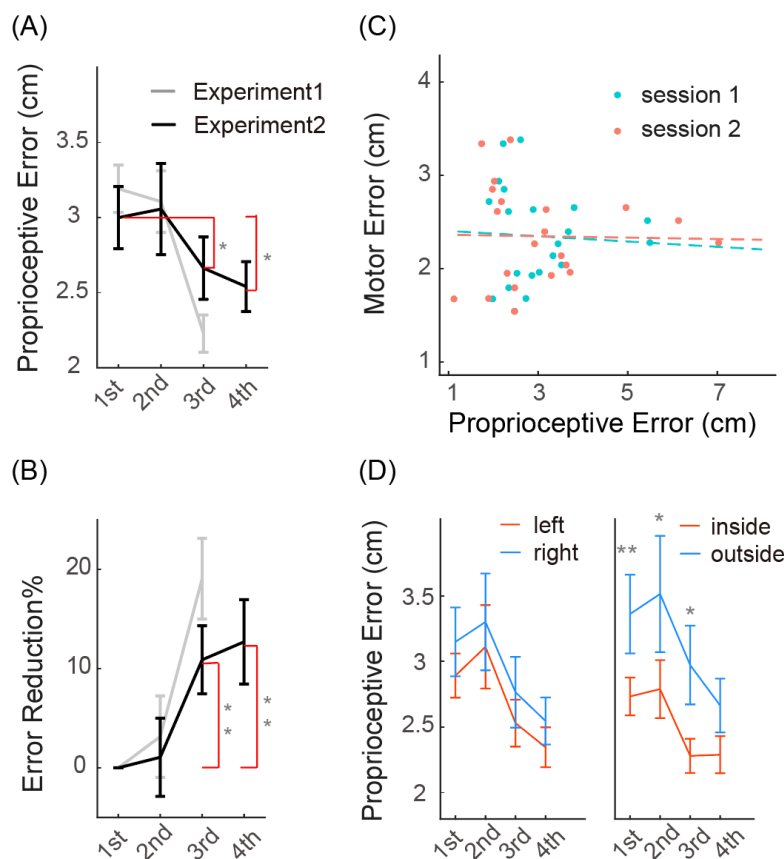 (A)
Proprioceptive Error (cm)
Experiment1
Experiment2
3.5
3
2.5
2
1st
2nd
3rd
4th
*
*
(C)
Motor Error (cm)
session 1
session 2
4
3
2
1
1
3
5
7
Proprioceptive Error (cm)
(B)
Error Reduction%
20
10
0
1st
2nd
3rd
4th
* *
* *
(D)
Proprioceptive Error (cm)
left
right
4
3.5
3
2.5
2
1st
2nd
3rd
4th
inside
outside
**
*
*
1st
2nd
3rd
4th